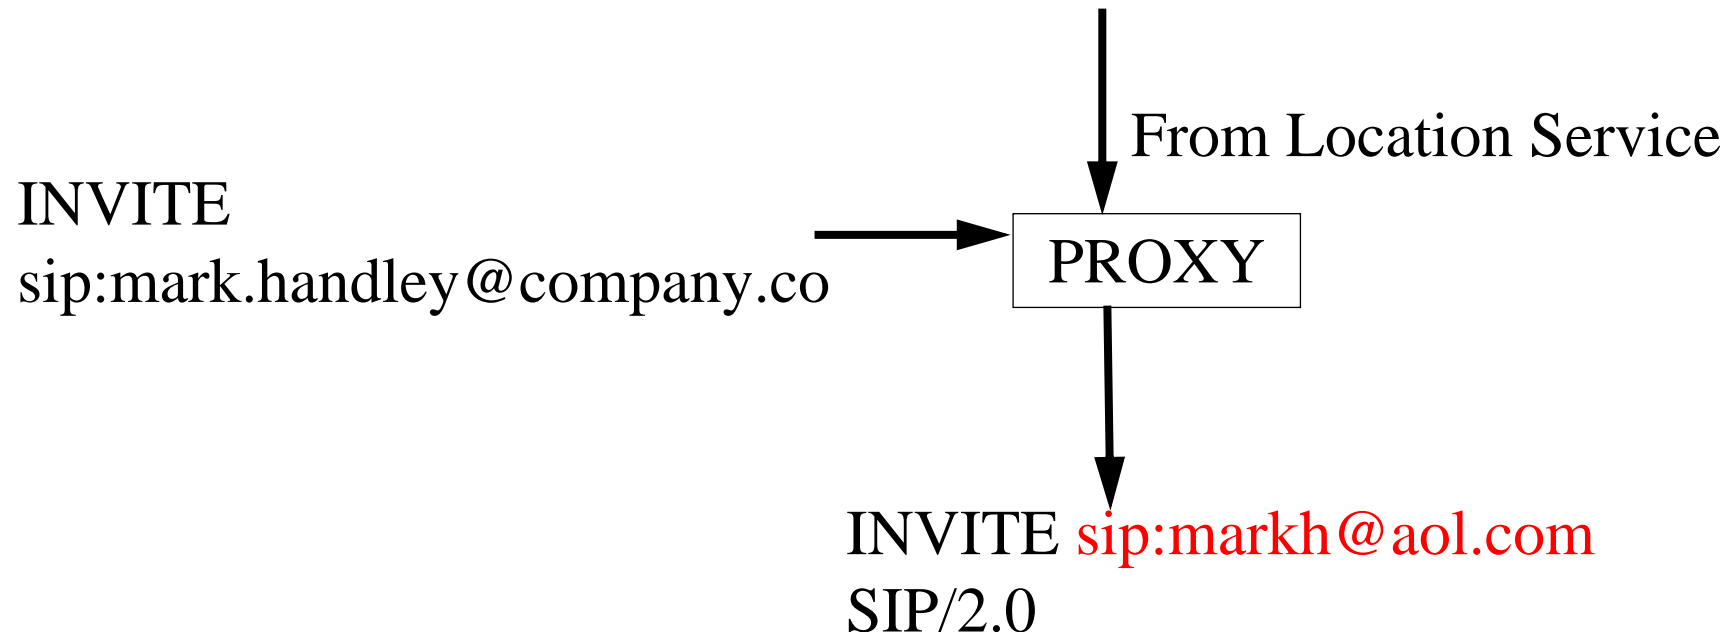 From Location Service
INVITE
sip:mark.handley@company.co
PROXY
INVITE sip:markh@aol.com
SIP/2.0